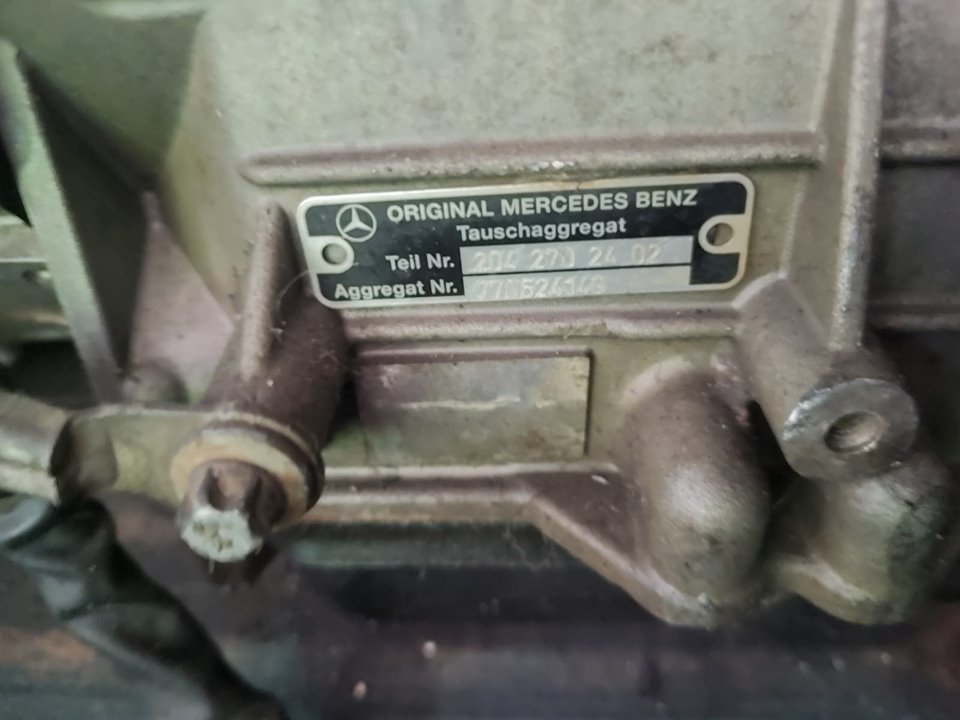 ORIGINAL MERCEDES BENZ
Tauschaggregat
Teil Nr. 204 270 24 02
Aggregat Nr.